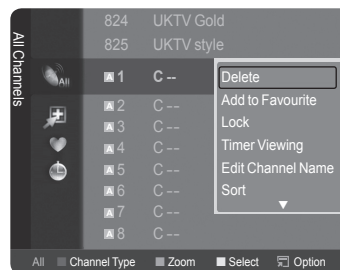 All Channels
824 UKTV Gold
825 UKTV style
All
A 1 C --
A 2 C --
A 3 C --
A 4 C --
A 5 C --
A 6 C --
A 7 C --
A 8 C --
Delete
Add to Favourite
Lock
Timer Viewing
Edit Channel Name
Sort
All Channel Type Zoom Select Option